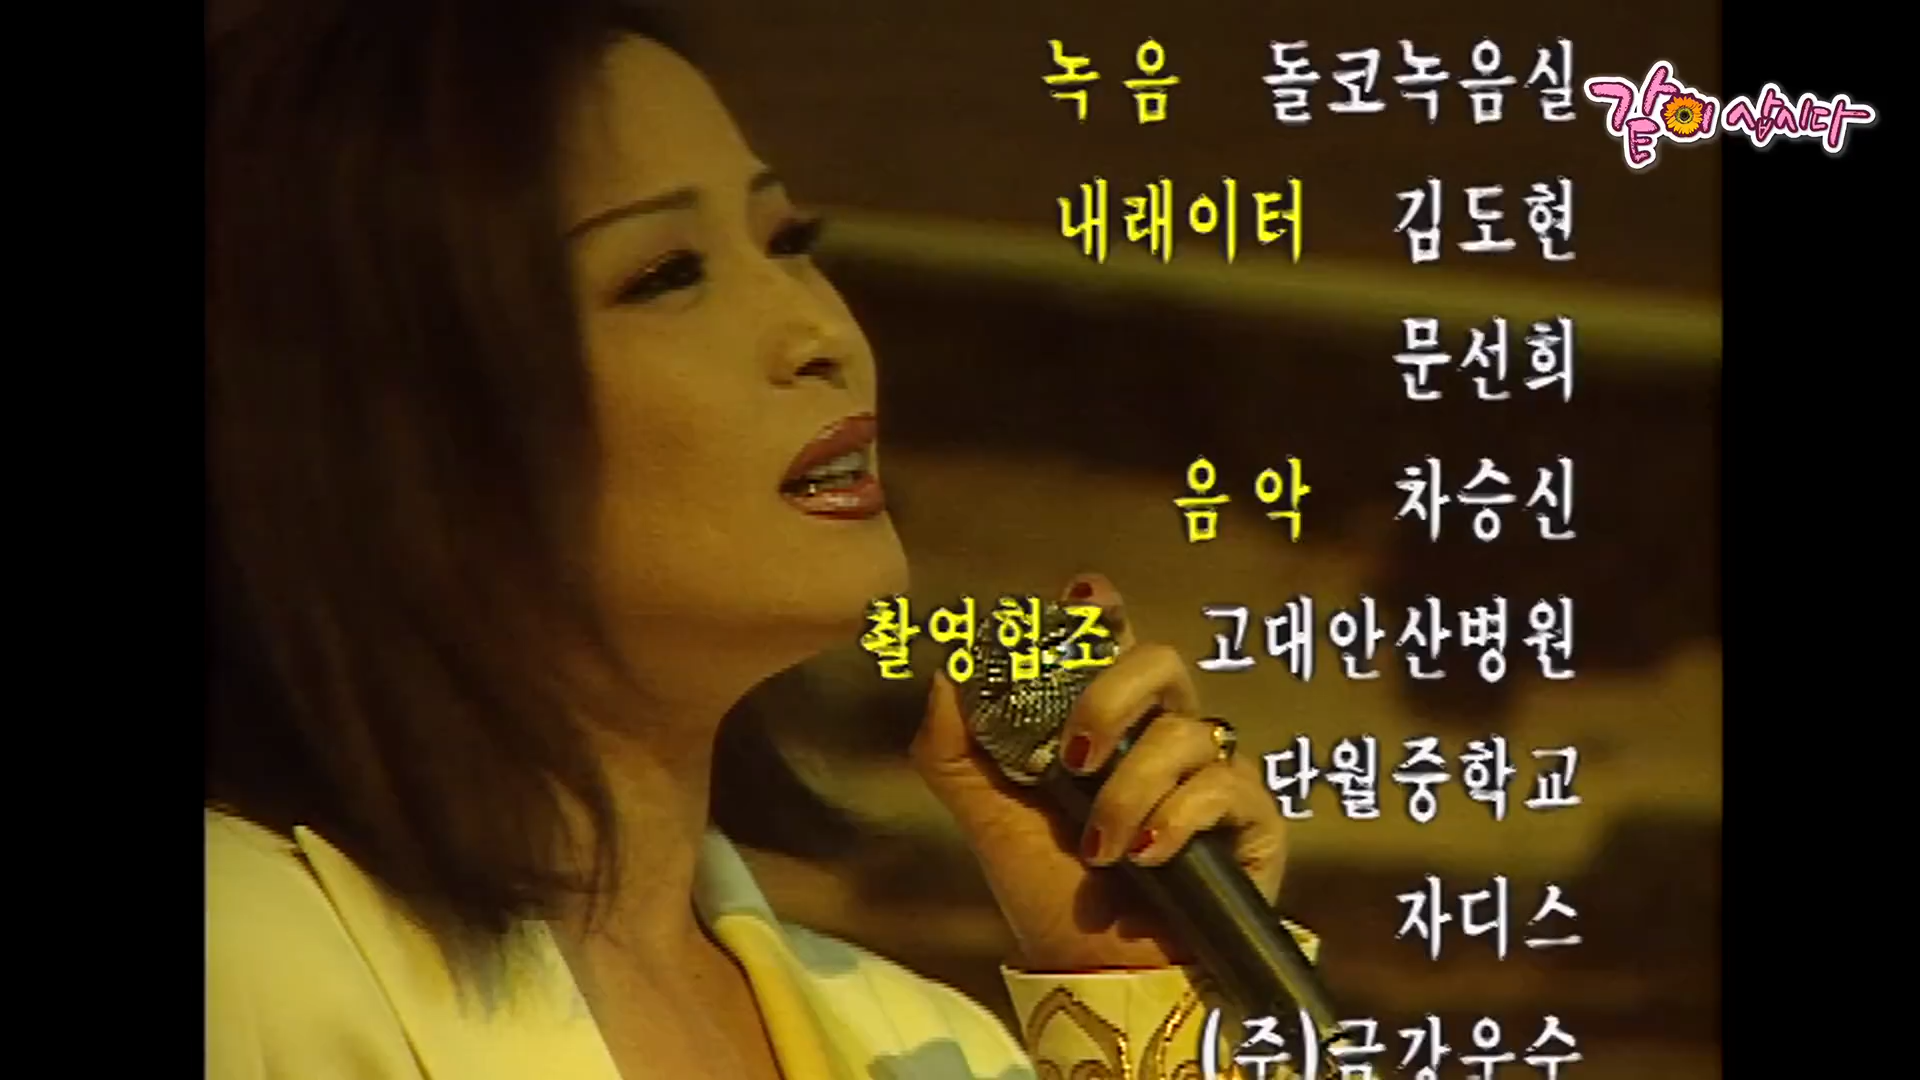 녹음 돌코녹음실
같이 삽시다
내래이터 김도현
문선희
음악 차승신
촬영협조 고대안산병원
단월중학교
자디스
(주)금강운수